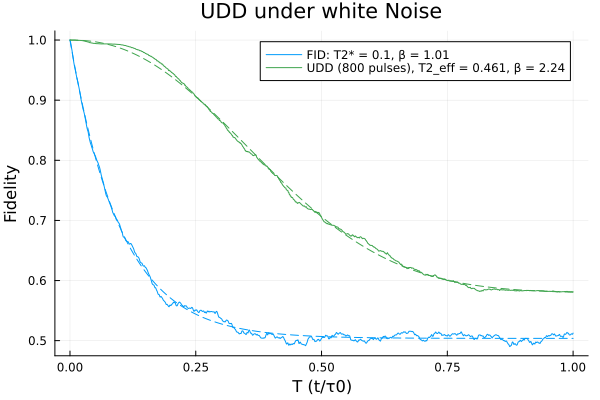 UDD under white Noise
FID: T2* = 0.1, β = 1.01
UDD (800 pulses), T2_eff = 0.461, β = 2.24
1.0
0.9
0.8
0.7
0.6
0.5
Fidelity
0.00
0.25
0.50
0.75
1.00
T (t/τ0)